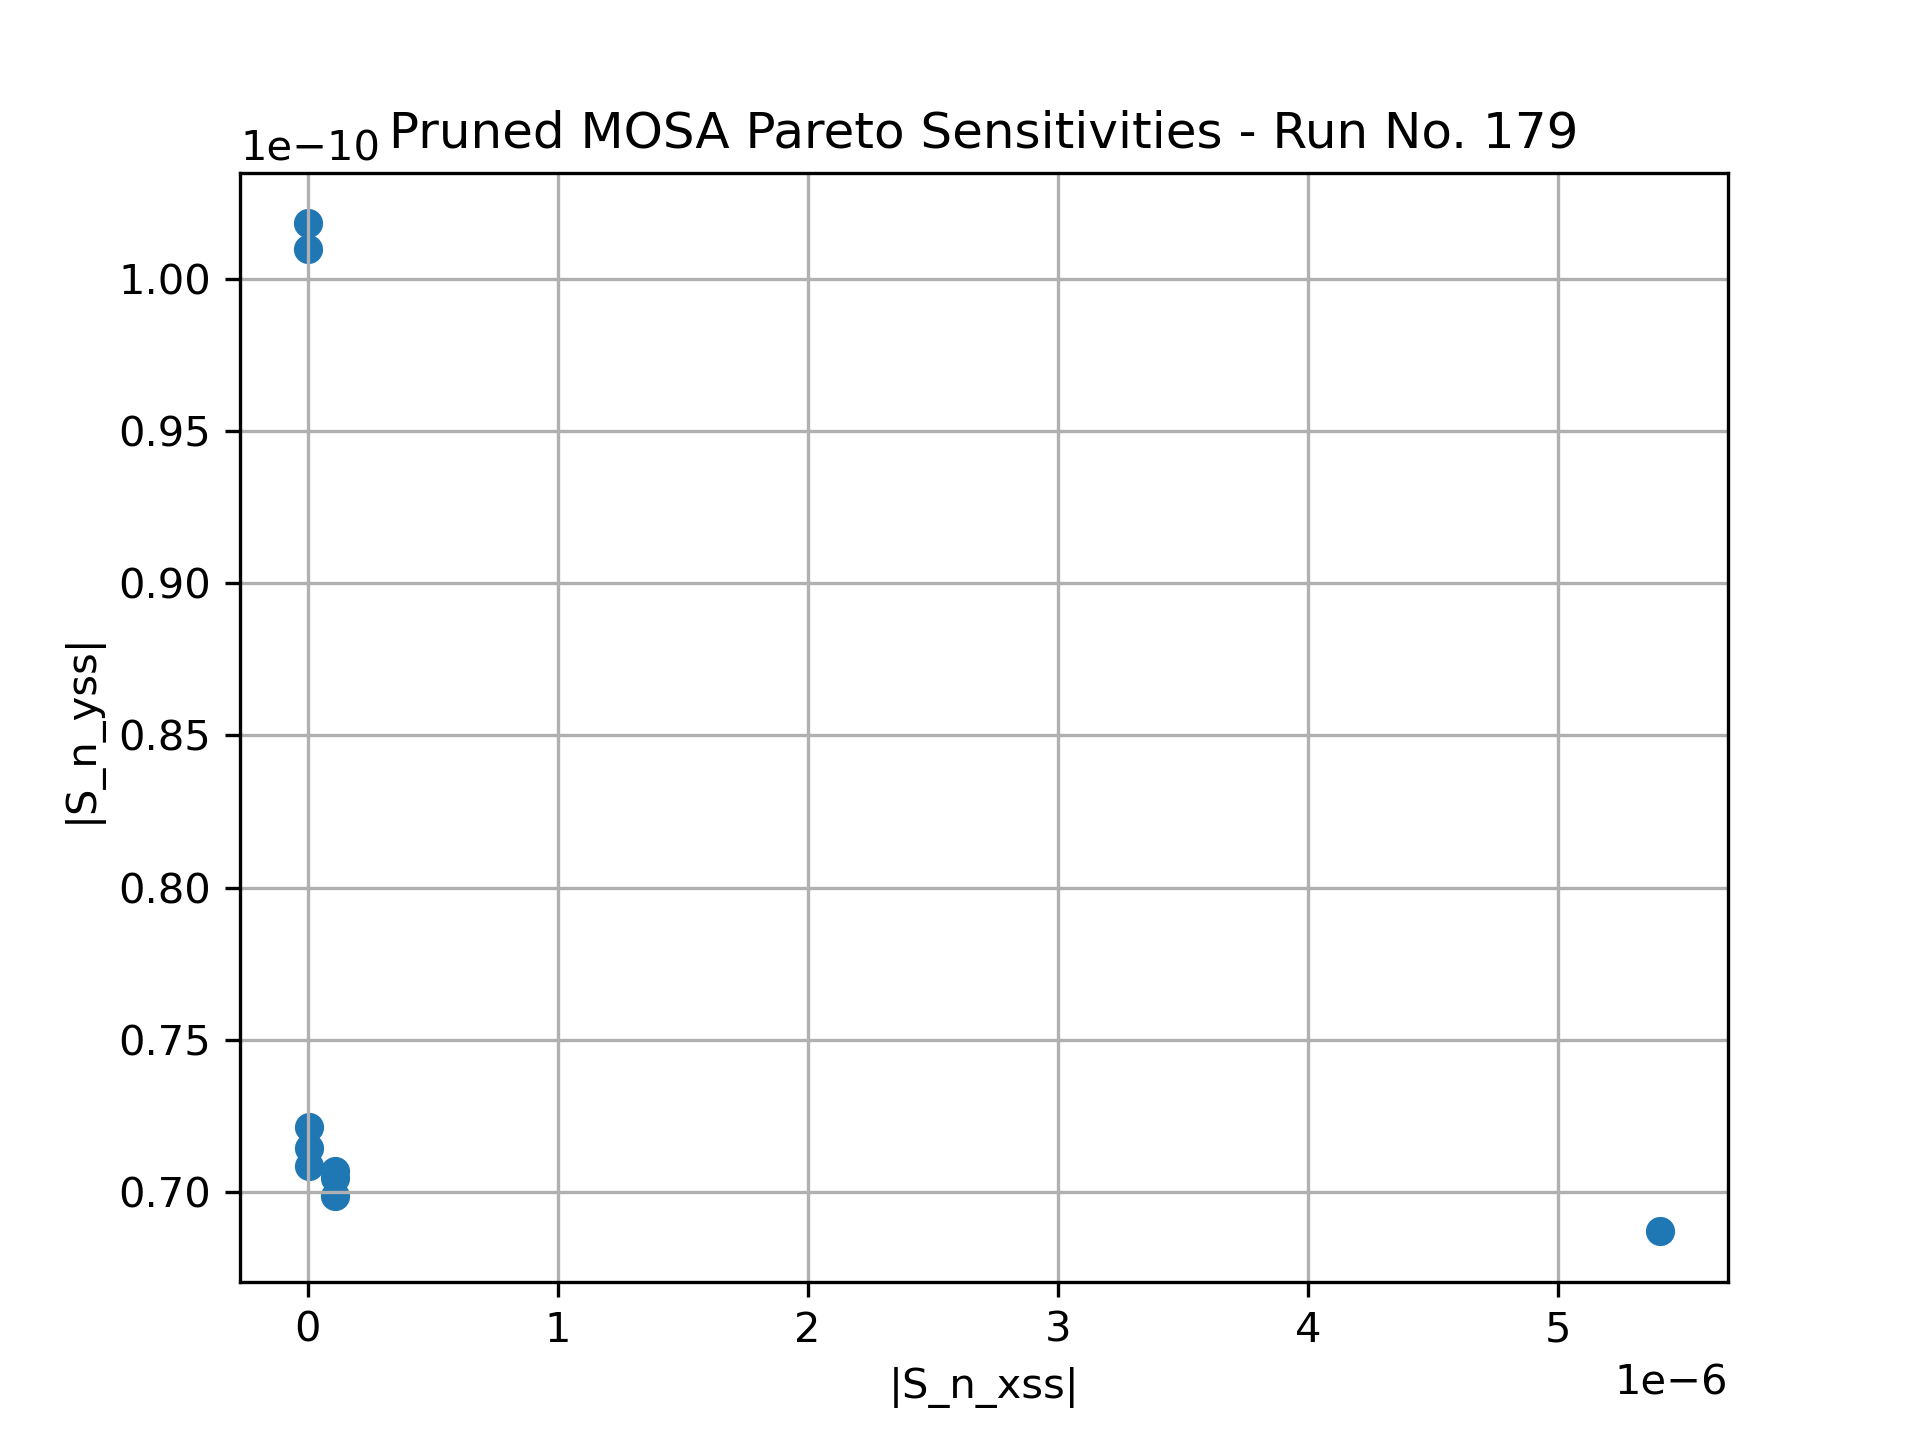 1e−10 Pruned MOSA Pareto Sensitivities - Run No. 179
1.00
0.95
0.90
0.85
0.80
0.75
0.70
|S_n_yss|
0 1 2 3 4 5
1e−6
|S_n_xss|